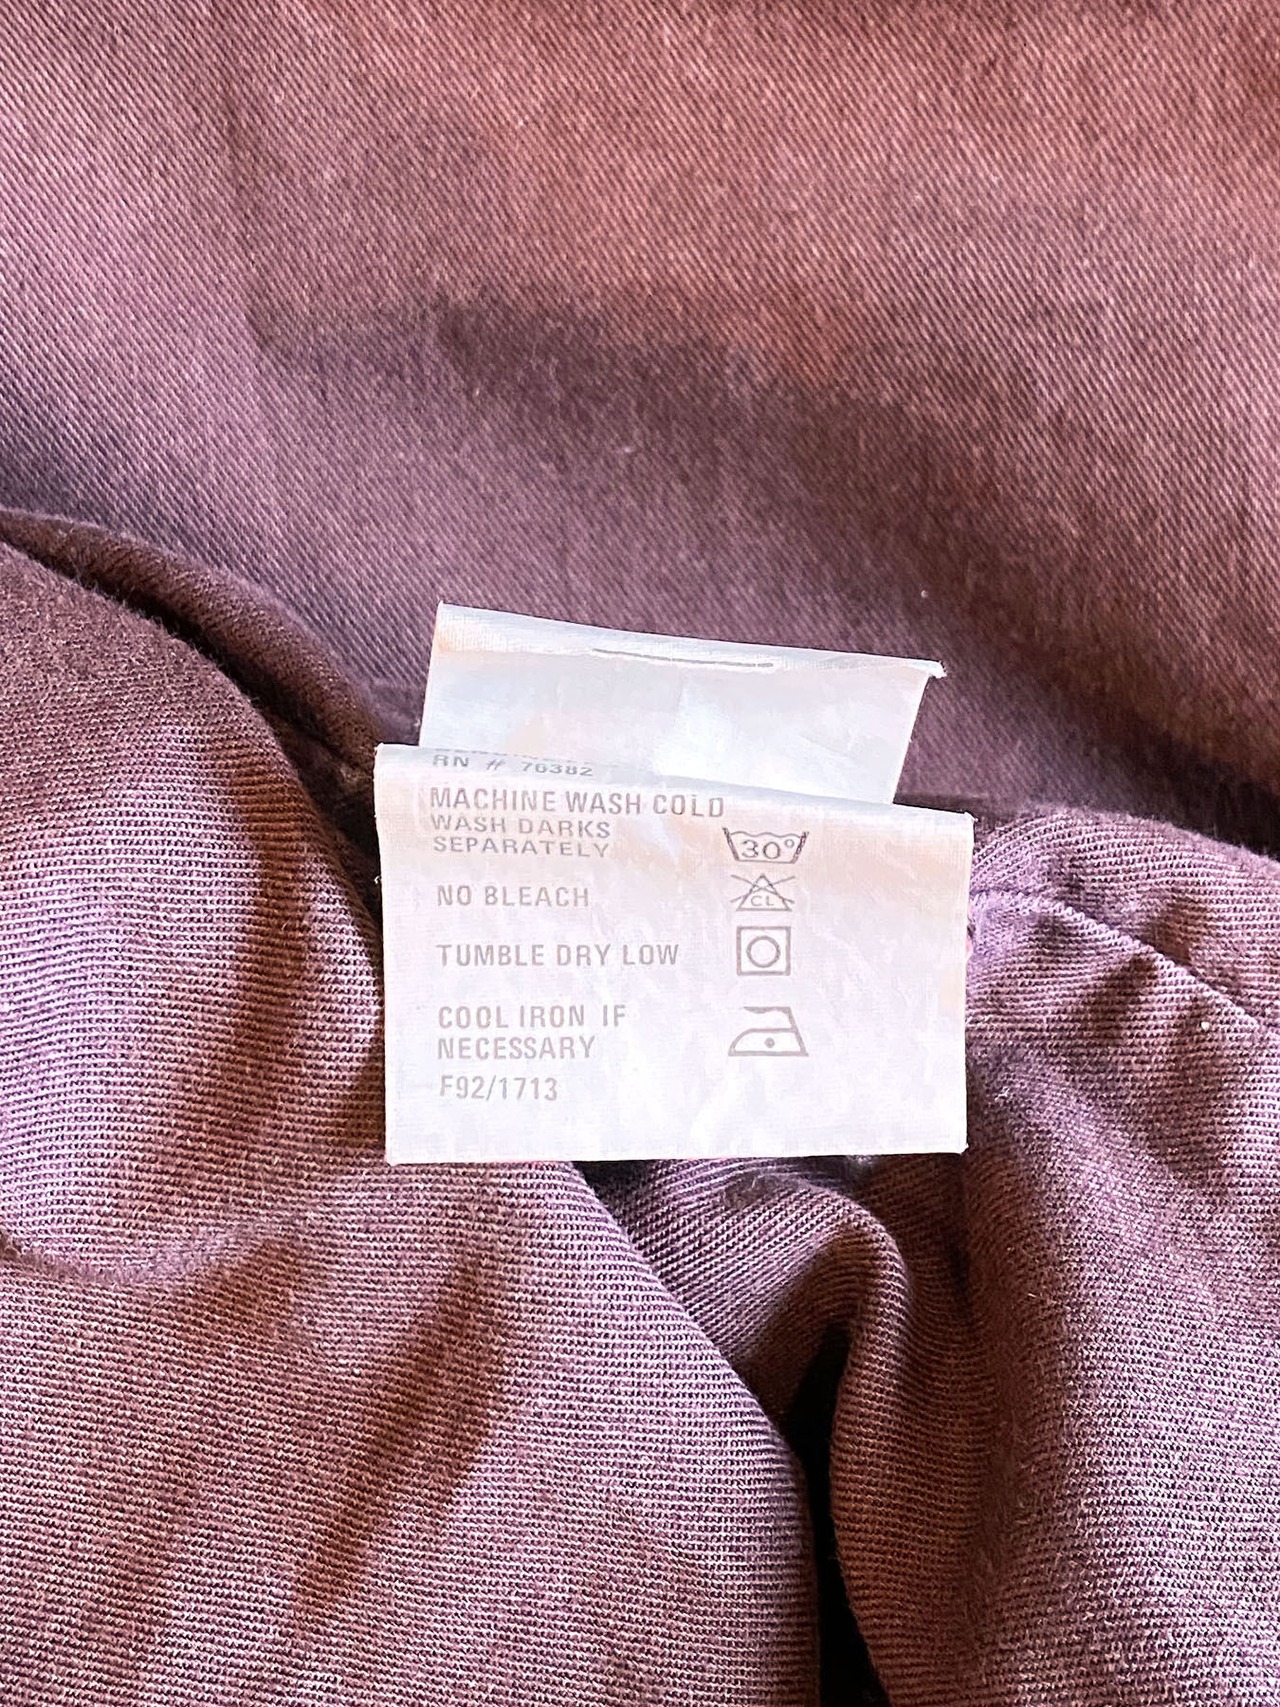 RN # 76382
MACHINE WASH COLD
WASH DARKS
SEPARATELY
30°
NO BLEACH
CL
TUMBLE DRY LOW
COOL IRON IF
NECESSARY
F92/1713